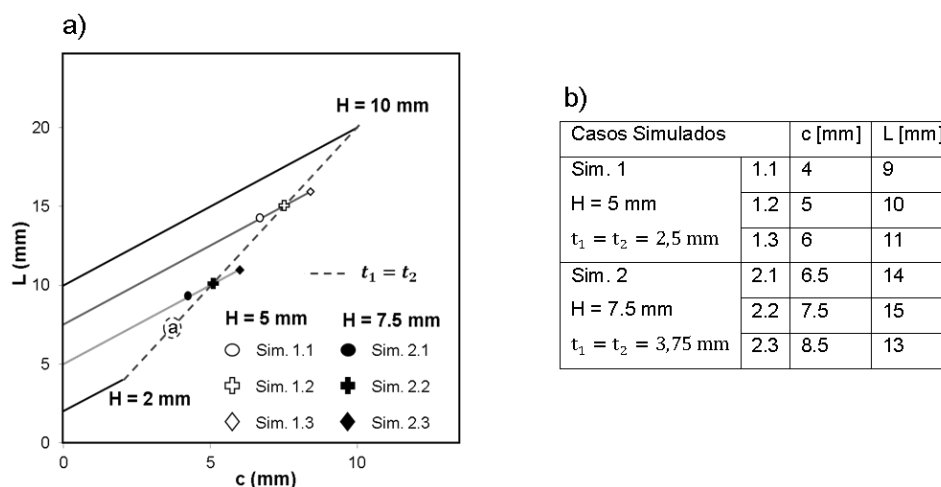 a)
L (mm)
20
15
10
5
0
H = 10 mm
t₁ = t₂
a
H = 2 mm
H = 5 mm H = 7.5 mm
Sim. 1.1 Sim. 2.1
Sim. 1.2 Sim. 2.2
Sim. 1.3 Sim. 2.3
0 5 10
c (mm)
b)
Casos Simulados c [mm] L [mm]
Sim. 1 1.1 4 9
H = 5 mm 1.2 5 10
t₁ = t₂ = 2,5 mm 1.3 6 11
Sim. 2 2.1 6.5 14
H = 7.5 mm 2.2 7.5 15
t₁ = t₂ = 3,75 mm 2.3 8.5 13